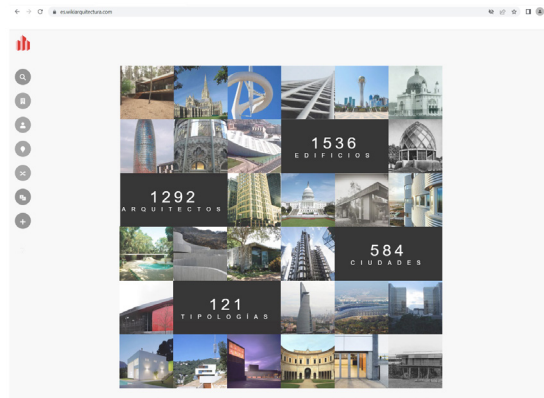 es.wikiarquitectura.com
1536
EDIFICIOS
1292
ARQUITECTOS
584
CIUDADES
121
TIPOLOGÍAS